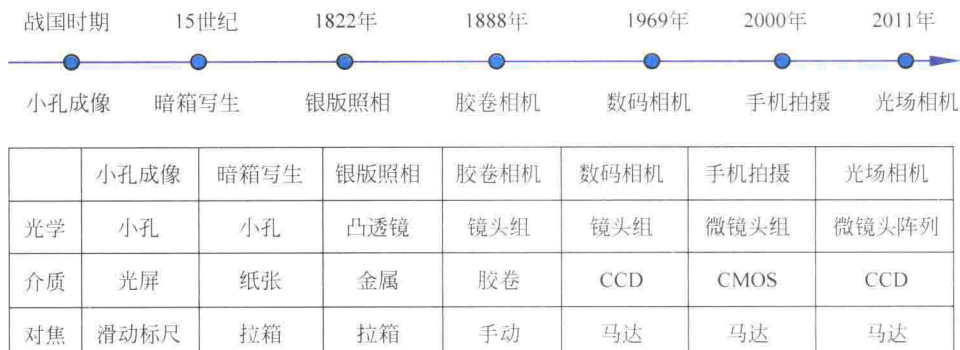 战国时期 15世纪 1822年 1888年 1969年 2000年 2011年
小孔成像 暗箱写生 银版照相 胶卷相机 数码相机 手机拍摄 光场相机
小孔成像 暗箱写生 银版照相 胶卷相机 数码相机 手机拍摄 光场相机
光学 小孔 小孔 凸透镜 镜头组 镜头组 微镜头组 微镜头阵列
介质 光屏 纸张 金属 胶卷 CCD CMOS CCD
对焦 滑动标尺 拉箱 拉箱 手动 马达 马达 马达